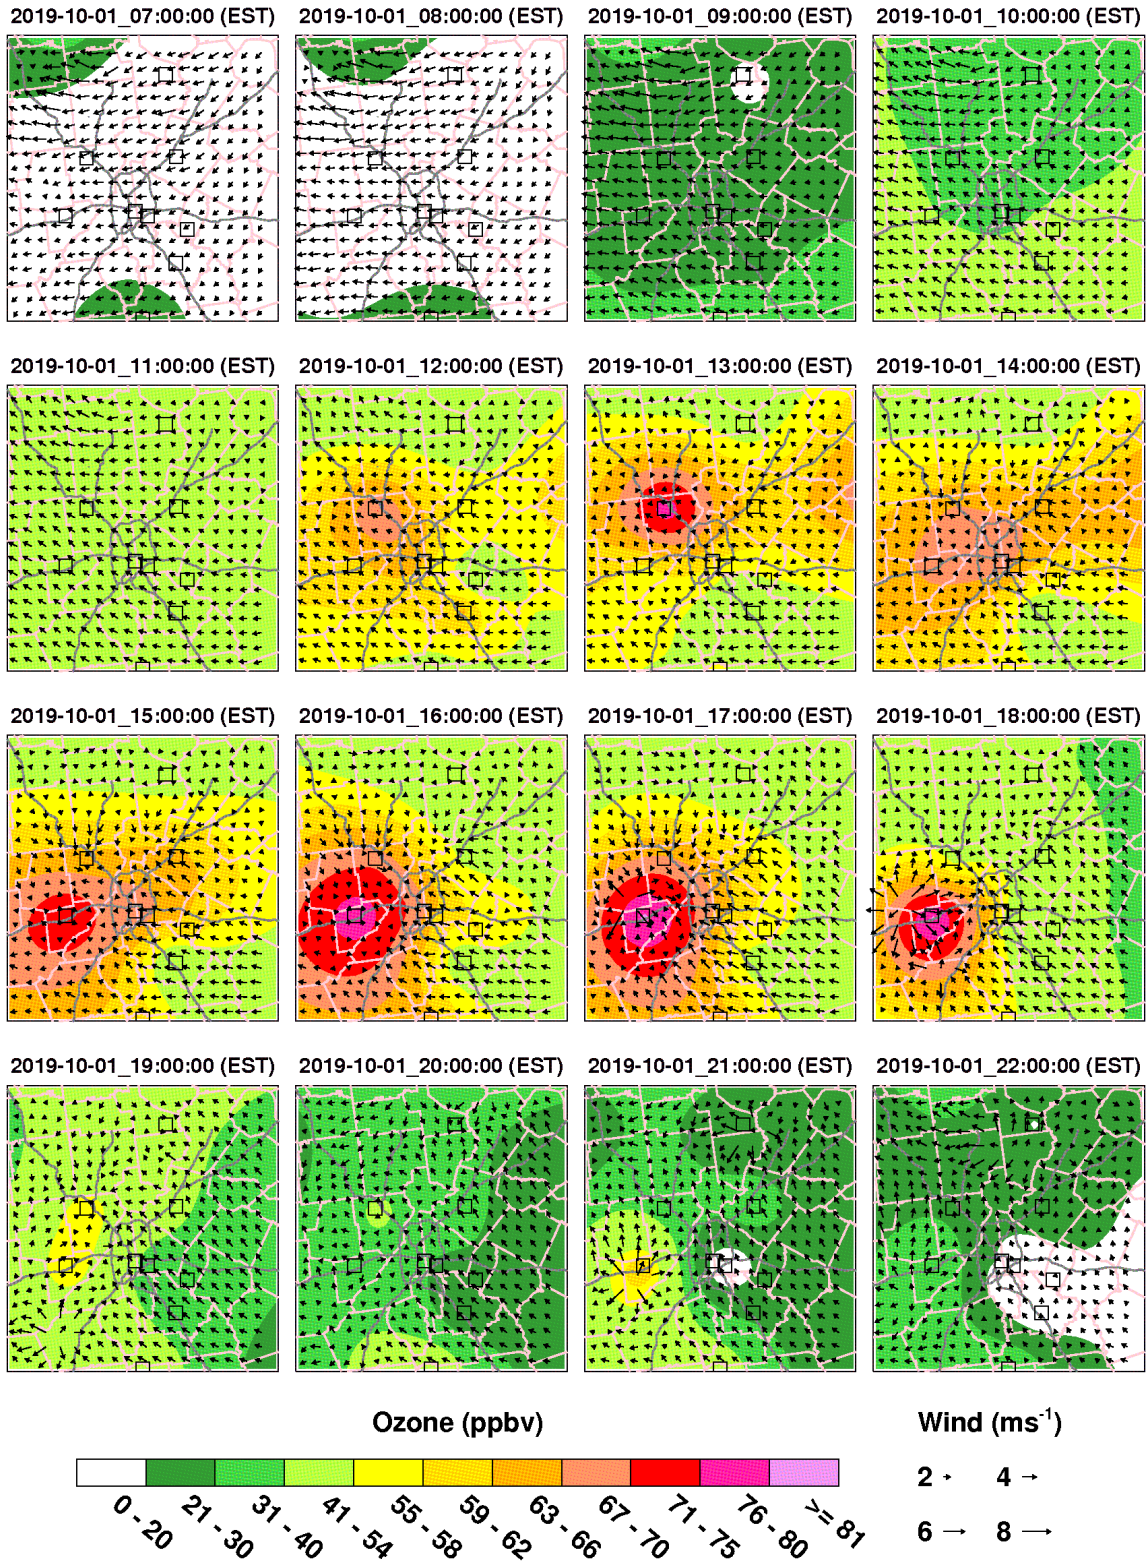 2019-10-01_07:00:00 (EST) 2019-10-01_08:00:00 (EST) 2019-10-01_09:00:00 (EST) 2019-10-01_10:00:00 (EST)
2019-10-01_11:00:00 (EST) 2019-10-01_12:00:00 (EST) 2019-10-01_13:00:00 (EST) 2019-10-01_14:00:00 (EST)
2019-10-01_15:00:00 (EST) 2019-10-01_16:00:00 (EST) 2019-10-01_17:00:00 (EST) 2019-10-01_18:00:00 (EST)
2019-10-01_19:00:00 (EST) 2019-10-01_20:00:00 (EST) 2019-10-01_21:00:00 (EST) 2019-10-01_22:00:00 (EST)
Ozone (ppbv) Wind (ms⁻¹)
0 - 20 21 - 30 31 - 40 41 - 54 55 - 58 59 - 62 63 - 66 67 - 70 71 - 75 76 - 80 >= 81
2 4
6 8